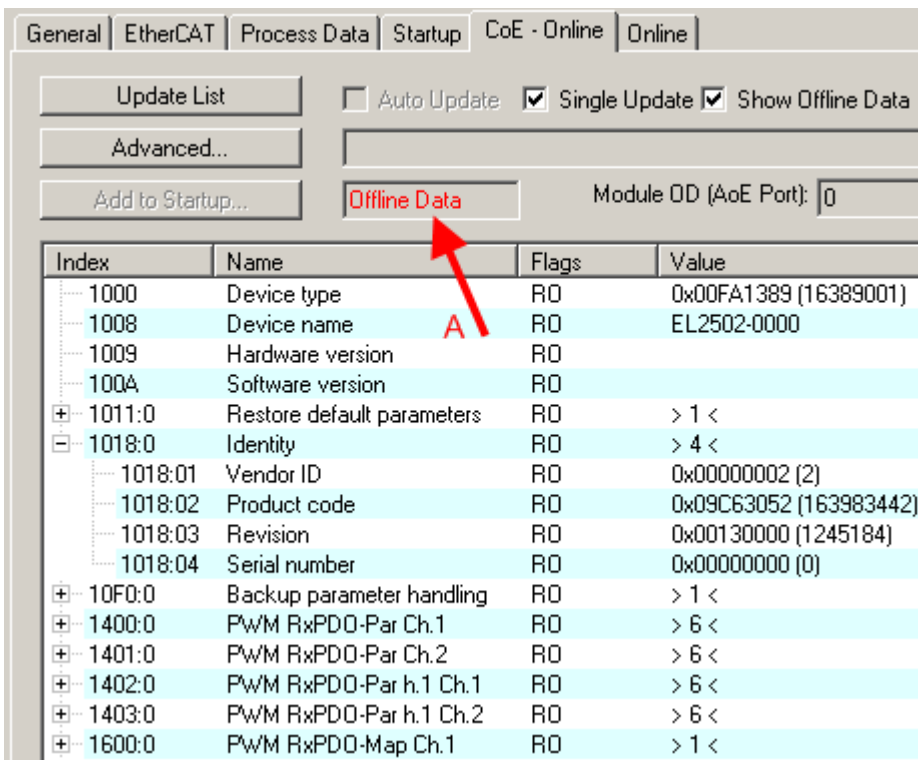 General EtherCAT Process Data Startup CoE - Online Online
Update List Auto Update Single Update Show Offline Data
Advanced...
Add to Startup... Offline Data Module OD (AoE Port): 0
Index Name Flags Value
1000 Device type RO 0x00FA1389 (16389001)
1008 Device name RO EL2502-0000
A
1009 Hardware version RO
100A Software version RO
1011:0 Restore default parameters RO > 1 <
1018:0 Identity RO > 4 <
1018:01 Vendor ID RO 0x00000002 (2)
1018:02 Product code RO 0x09C63052 (163983442)
1018:03 Revision RO 0x00130000 (1245184)
1018:04 Serial number RO 0x00000000 (0)
10F0:0 Backup parameter handling RO > 1 <
1400:0 PWM RxPDO-Par Ch.1 RO > 6 <
1401:0 PWM RxPDO-Par Ch.2 RO > 6 <
1402:0 PWM RxPDO-Par h.1 Ch.1 RO > 6 <
1403:0 PWM RxPDO-Par h.1 Ch.2 RO > 6 <
1600:0 PWM RxPDO-Map Ch.1 RO > 1 <